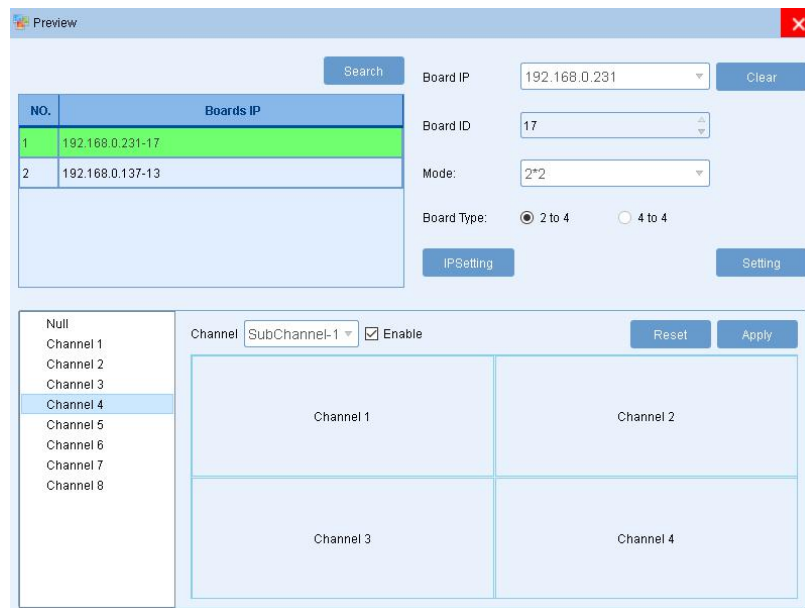 Preview
Search
Board IP 192.168.0.231 Clear
NO. Boards IP
1 192.168.0.231-17
2 192.168.0.137-13
Board ID 17
Mode: 2*2
Board Type: 2 to 4 4 to 4
IPSetting Setting
Null
Channel 1
Channel 2
Channel 3
Channel 4
Channel 5
Channel 6
Channel 7
Channel 8
Channel SubChannel-1 Enable Reset Apply
Channel 1 Channel 2
Channel 3 Channel 4